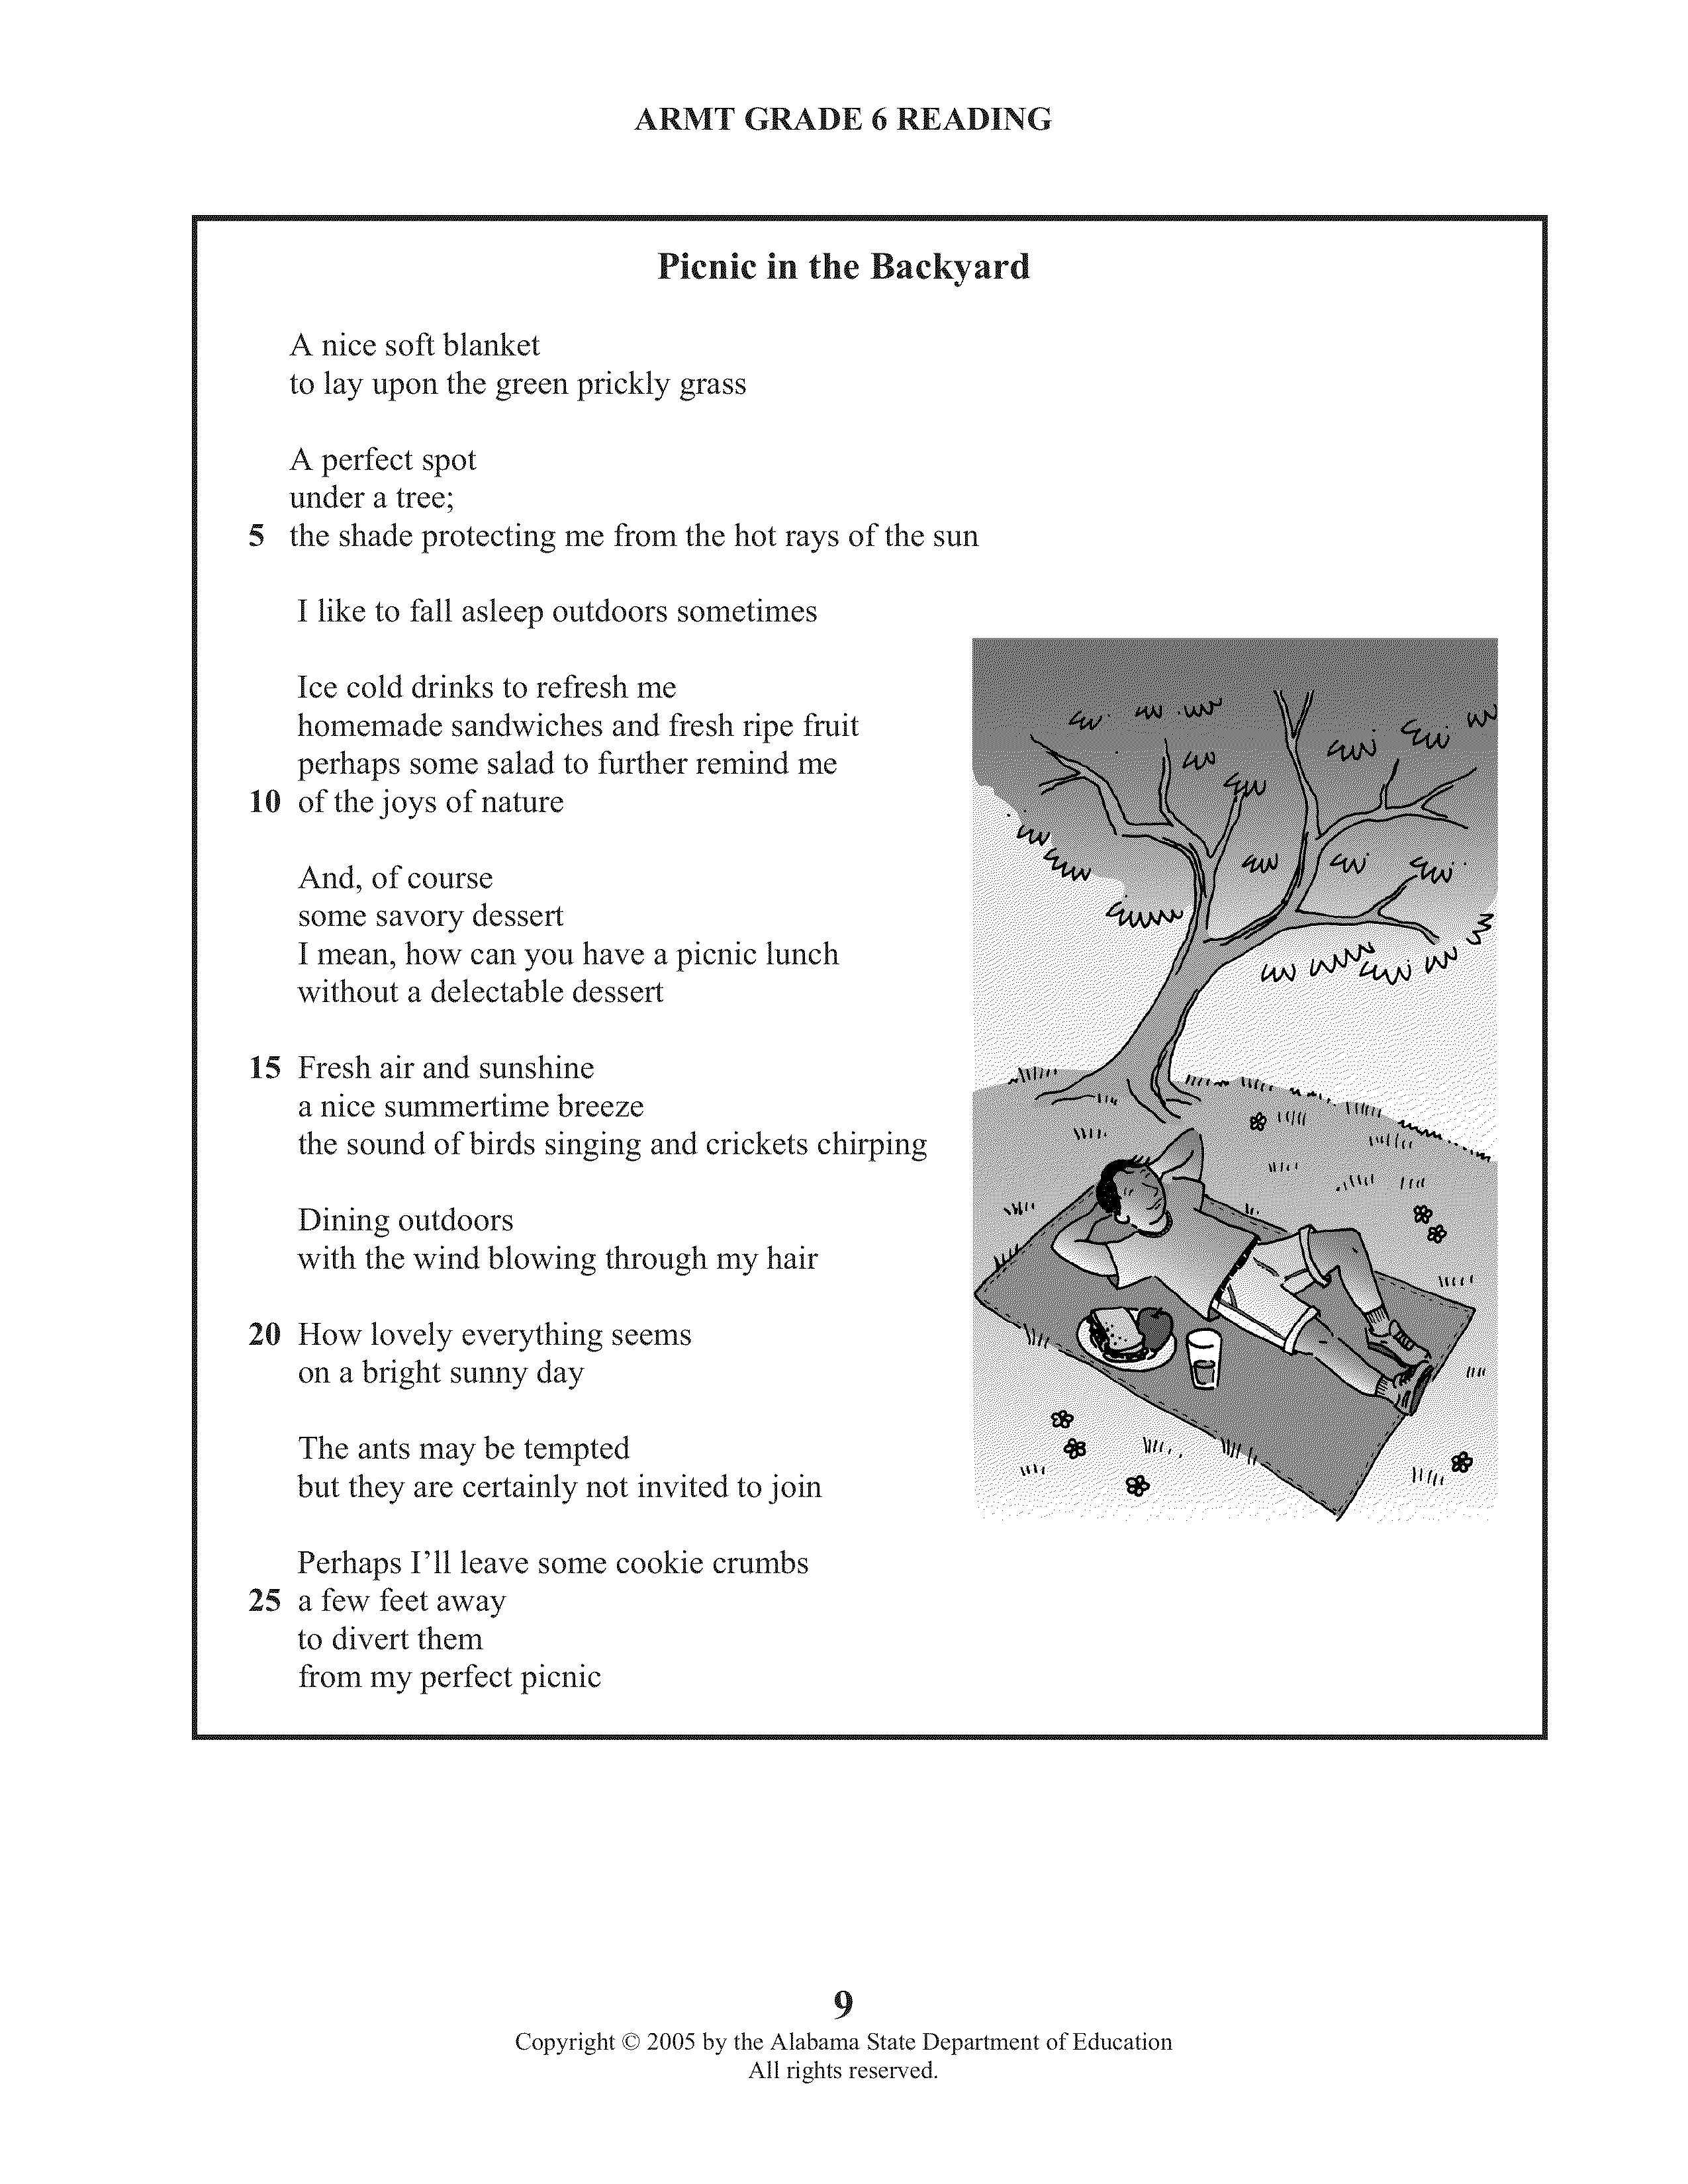 ARMT GRADE 6 READING
Picnic in the Backyard
A nice soft blanket
to lay upon the green prickly grass
A perfect spot
under a tree;
5 the shade protecting me from the hot rays of the sun
I like to fall asleep outdoors sometimes
Ice cold drinks to refresh me
homemade sandwiches and fresh ripe fruit
perhaps some salad to further remind me
10 of the joys of nature
And, of course
some savory dessert
I mean, how can you have a picnic lunch
without a delectable dessert
15 Fresh air and sunshine
a nice summertime breeze
the sound of birds singing and crickets chirping
Dining outdoors
with the wind blowing through my hair
20 How lovely everything seems
on a bright sunny day
The ants may be tempted
but they are certainly not invited to join
Perhaps I'll leave some cookie crumbs
25 a few feet away
to divert them
from my perfect picnic
9
Copyright © 2005 by the Alabama State Department of Education
All rights reserved.